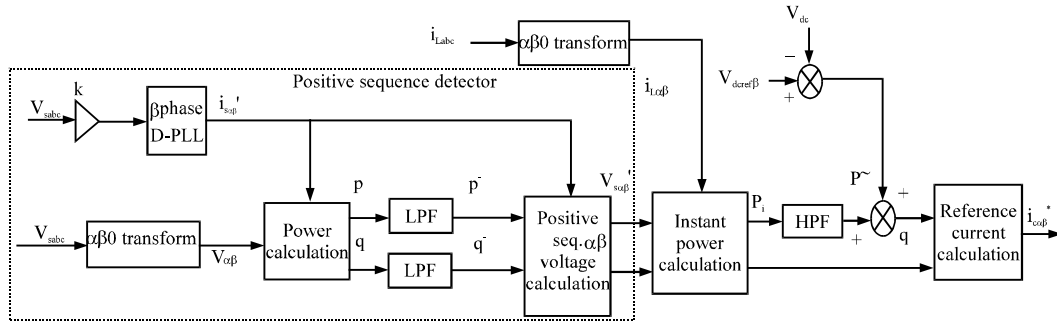 V_dc
i_Labc
αβ0 transform
−
V_dcrefβ
+
Positive sequence detector
k
V_sabc
βphase
D-PLL
i_sαβ'
i_Lαβ
p
p⁻
V_sαβ'
P~
+
LPF
Power
calculation
Positive
seq.αβ
voltage
calculation
Instant
power
calculation
P_i
HPF
+
q
Reference
current
calculation
i_cαβ*
V_sabc
αβ0 transform
V_αβ
q
q⁻
LPF